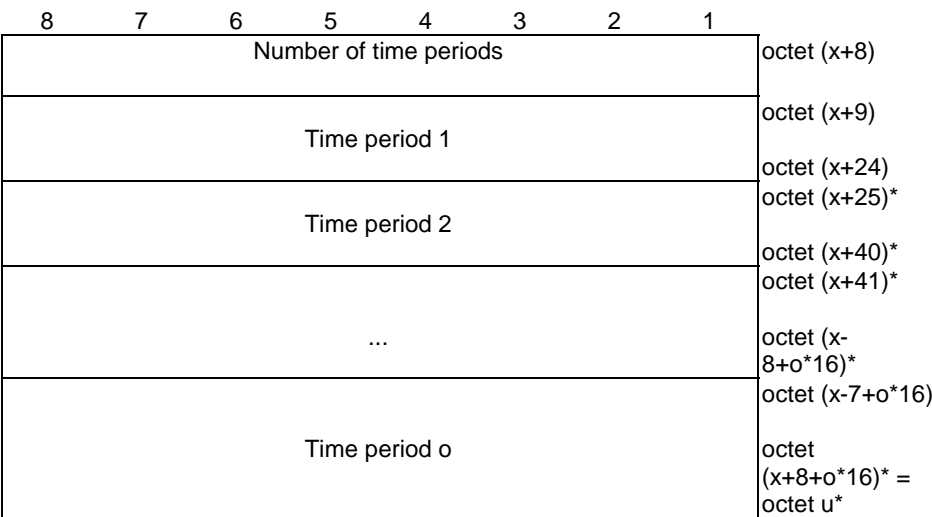 8 7 6 5 4 3 2 1
Number of time periods octet (x+8)
octet (x+9)
Time period 1
octet (x+24)
octet (x+25)*
Time period 2
octet (x+40)*
octet (x+41)*
... octet (x-
8+o*16)*
octet (x-7+o*16)
Time period o octet
(x+8+o*16)* =
octet u*